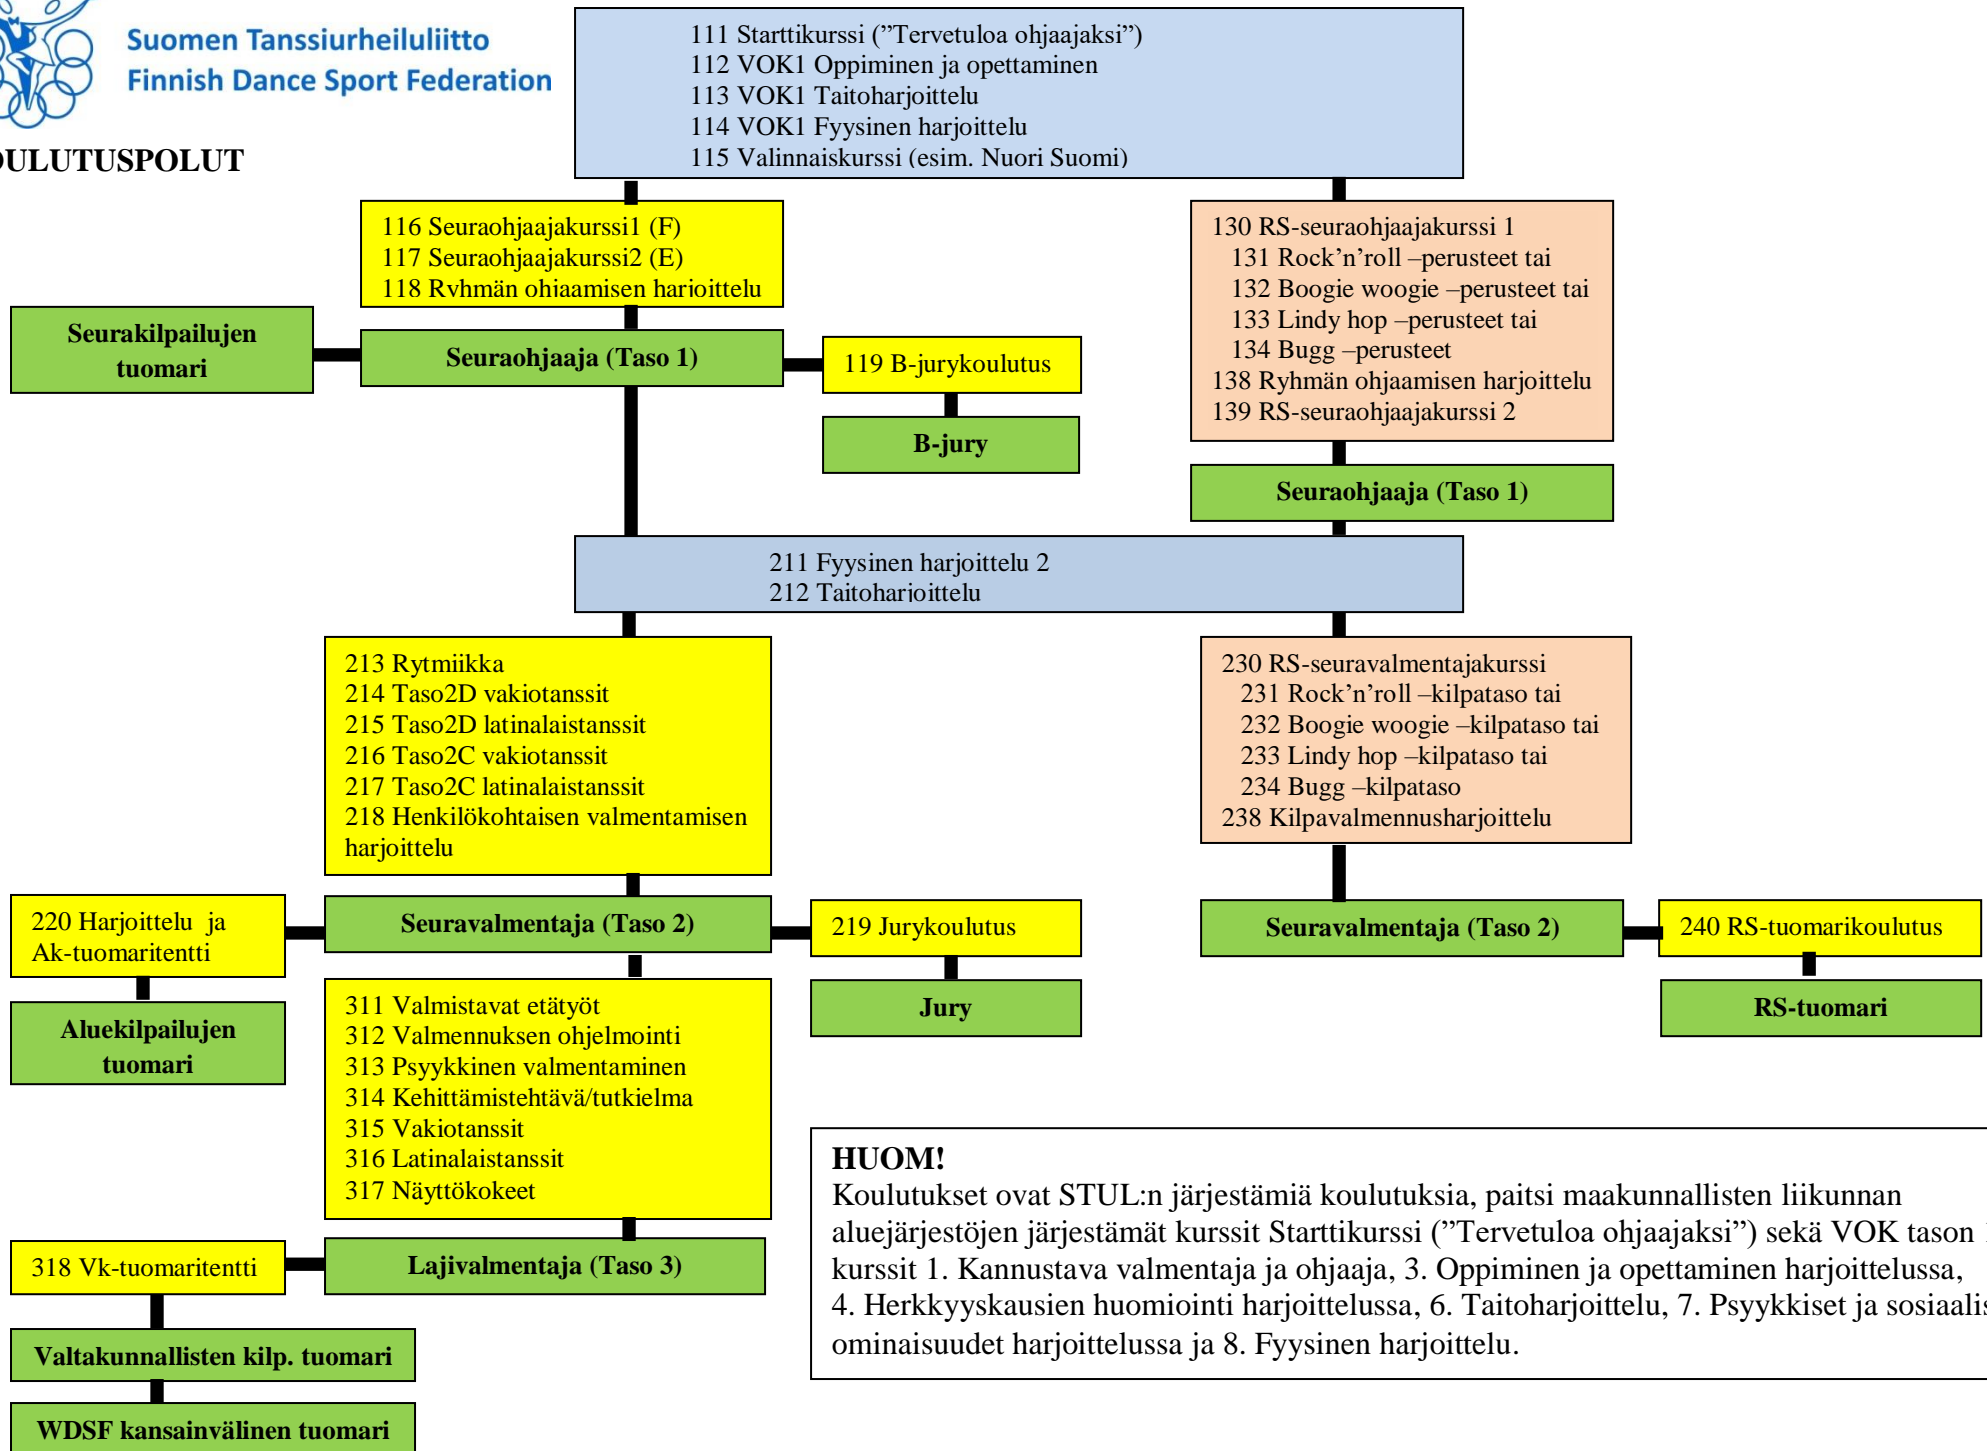 Suomen Tanssiurheiluliitto
Finnish Dance Sport Federation
OULUTUSPOLUT
111 Starttikurssi (”Tervetuloa ohjaajaksi”)
112 VOK1 Oppiminen ja opettaminen
113 VOK1 Taitoharjoittelu
114 VOK1 Fyysinen harjoittelu
115 Valinnaiskurssi (esim. Nuori Suomi)
116 Seuraohjaajakurssi1 (F)
117 Seuraohjaajakurssi2 (E)
118 Ryhmän ohjaamisen harjoittelu
130 RS-seuraohjaajakurssi 1
131 Rock’n’roll –perusteet tai
132 Boogie woogie –perusteet tai
133 Lindy hop –perusteet tai
134 Bugg –perusteet
138 Ryhmän ohjaamisen harjoittelu
139 RS-seuraohjaajakurssi 2
Seurakilpailujen
tuomari
Seuraohjaaja (Taso 1)
119 B-jurykoulutus
B-jury
Seuraohjaaja (Taso 1)
211 Fyysinen harjoittelu 2
212 Taitoharjoittelu
213 Rytmiikka
214 Taso2D vakiotanssit
215 Taso2D latinalaistanssit
216 Taso2C vakiotanssit
217 Taso2C latinalaistanssit
218 Henkilökohtaisen valmentamisen
harjoittelu
230 RS-seuravalmentajakurssi
231 Rock’n’roll –kilpataso tai
232 Boogie woogie –kilpataso tai
233 Lindy hop –kilpataso tai
234 Bugg –kilpataso
238 Kilpavalmennusharjoittelu
220 Harjoittelu  ja
Ak-tuomaritentti
Seuravalmentaja (Taso 2)
219 Jurykoulutus
Seuravalmentaja (Taso 2)
240 RS-tuomarikoulutus
Aluekilpailujen
tuomari
Jury
RS-tuomari
311 Valmistavat etätyöt
312 Valmennuksen ohjelmointi
313 Psyykkinen valmentaminen
314 Kehittämistehtävä/tutkielma
315 Vakiotanssit
316 Latinalaistanssit
317 Näyttökokeet
318 Vk-tuomaritentti
Lajivalmentaja (Taso 3)
Valtakunnallisten kilp. tuomari
WDSF kansainvälinen tuomari
HUOM!
Koulutukset ovat STUL:n järjestämiä koulutuksia, paitsi maakunnallisten liikunnan
aluejärjestöjen järjestämät kurssit Starttikurssi (”Tervetuloa ohjaajaksi”) sekä VOK tason
kurssit 1. Kannustava valmentaja ja ohjaaja, 3. Oppiminen ja opettaminen harjoittelussa,
4. Herkkyyskausien huomiointi harjoittelussa, 6. Taitoharjoittelu, 7. Psyykkiset ja
ominaisuudet harjoittelussa ja 8. Fyysinen harjoittelu.